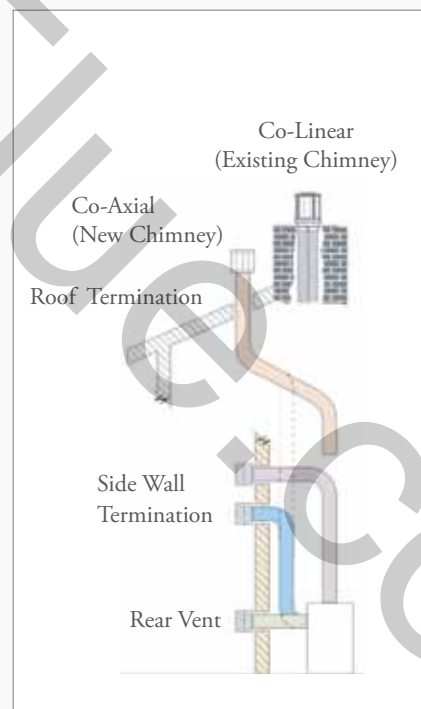 Co-Linear
(Existing Chimney)
Co-Axial
(New Chimney)
Roof Termination
Side Wall
Termination
Rear Vent